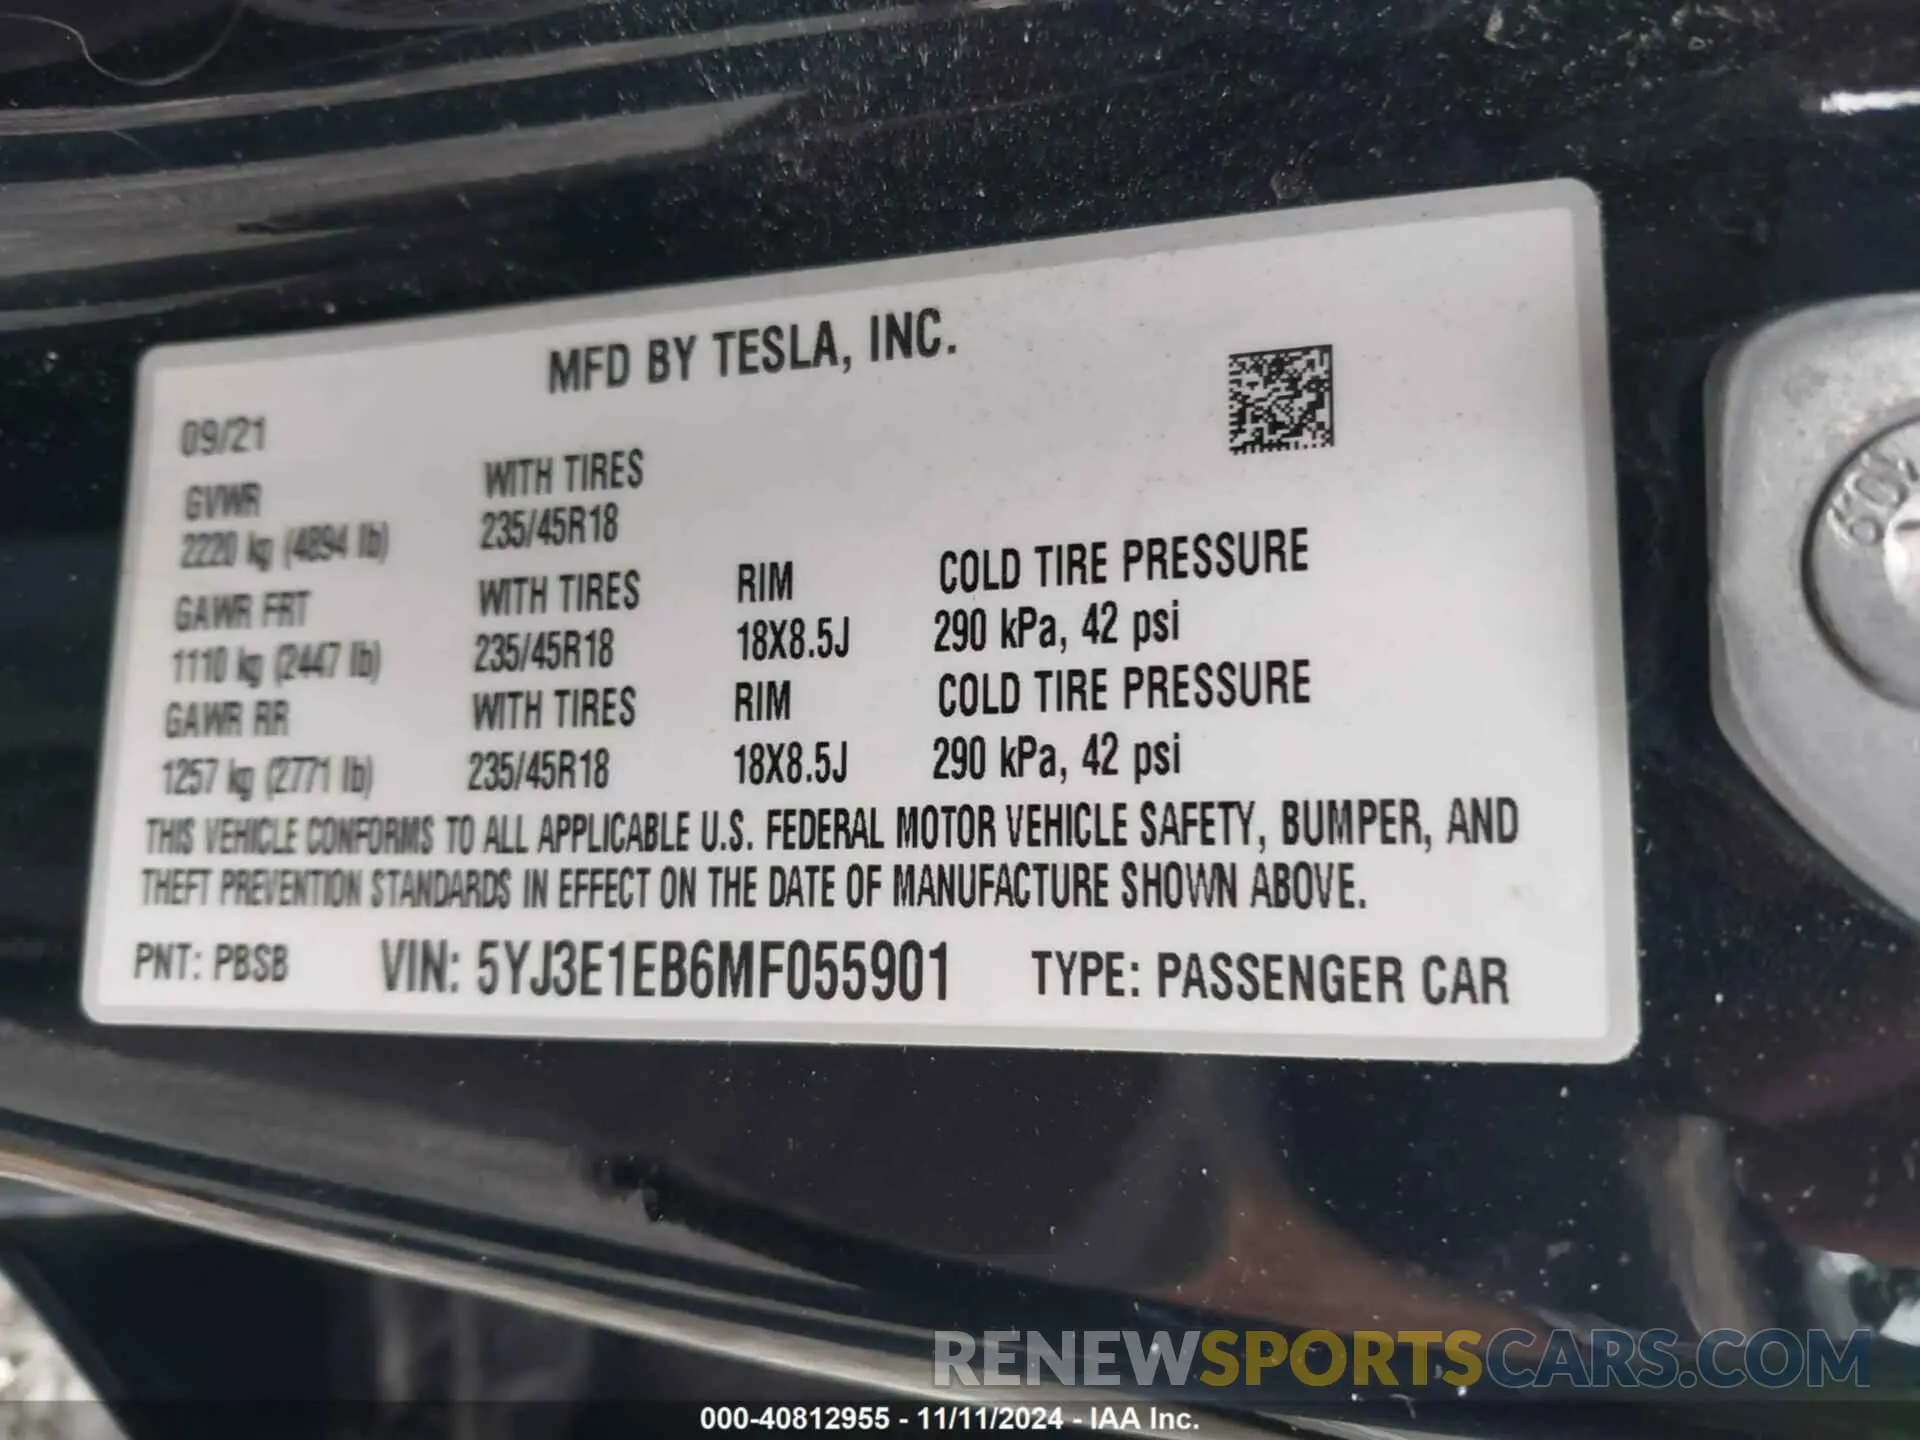 MFD BY TESLA, INC.
09/21
GVWR WITH TIRES
2220 kg (4894 lb) 235/45R18
GAWR FRT WITH TIRES RIM COLD TIRE PRESSURE
1110 kg (2447 lb) 235/45R18 18X8.5J 290 kPa, 42 psi
GAWR RR WITH TIRES RIM COLD TIRE PRESSURE
1257 kg (2771 lb) 235/45R18 18X8.5J 290 kPa, 42 psi
THIS VEHICLE CONFORMS TO ALL APPLICABLE U.S. FEDERAL MOTOR VEHICLE SAFETY, BUMPER, AND
THEFT PREVENTION STANDARDS IN EFFECT ON THE DATE OF MANUFACTURE SHOWN ABOVE.
PNT: PBSB VIN: 5YJ3E1EB6MF055901 TYPE: PASSENGER CAR
RENEWSPORTSCARS.COM
000-40812955 - 11/11/2024 - IAA Inc.